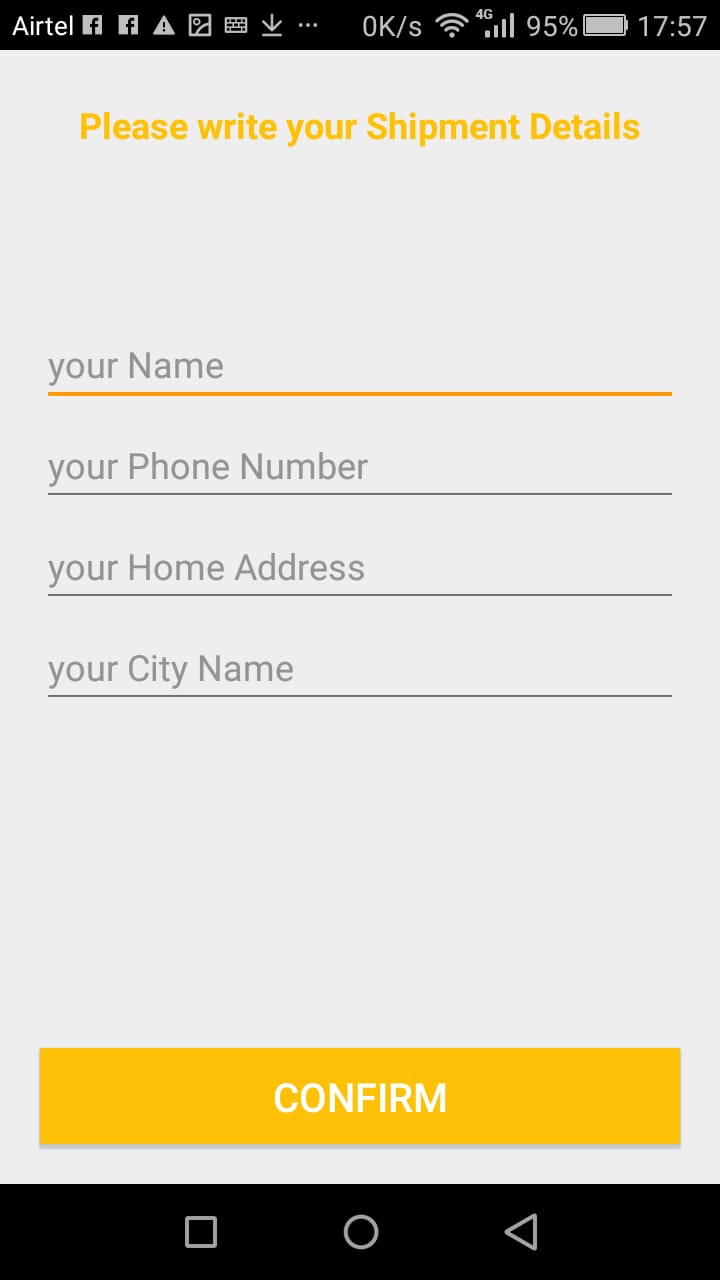 Airtel 0K/s 4G 95% 17:57
Please write your Shipment Details
your Name
your Phone Number
your Home Address
your City Name
CONFIRM